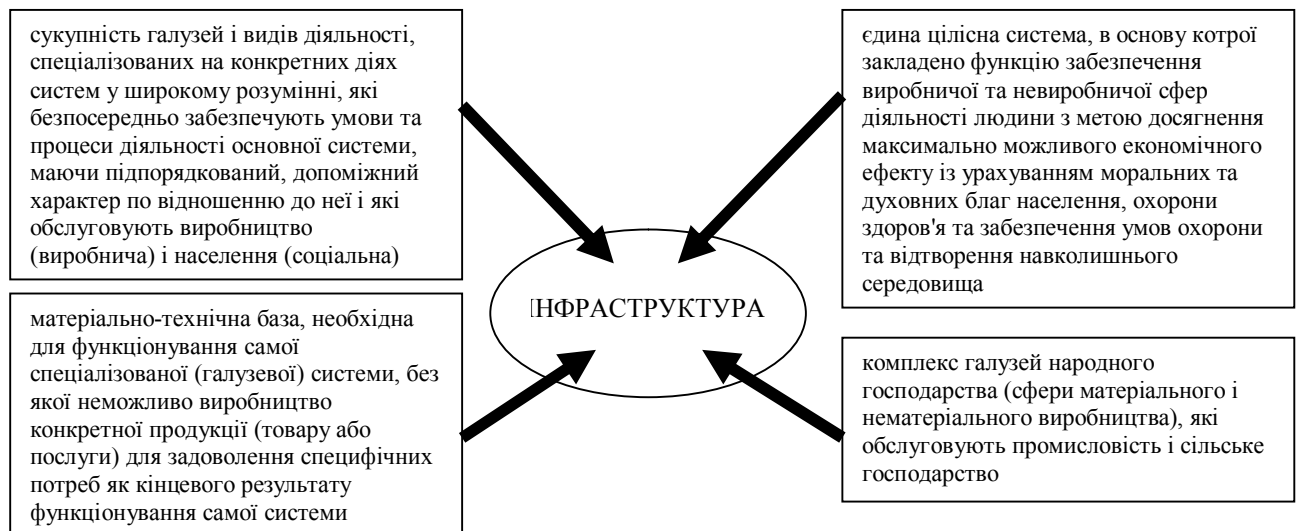 сукупність галузей і видів діяльності,
спеціалізованих на конкретних діях
систем у широкому розумінні, які
безпосередньо забезпечують умови та
процеси діяльності основної системи,
маючи підпорядкований, допоміжний
характер по відношенню до неї і які
обслуговують виробництво
(виробнича) і населення (соціальна)
єдина цілісна система, в основу котрої
закладено функцію забезпечення
виробничої та невиробничої сфер
діяльності людини з метою досягнення
максимально можливого економічного
ефекту із урахуванням моральних та
духовних благ населення, охорони
здоров'я та забезпечення умов охорони
та відтворення навколишнього
середовища
ІНФРАСТРУКТУРА
матеріально-технічна база, необхідна
для функціонування самої
спеціалізованої (галузевої) системи, без
якої неможливо виробництво
конкретної продукції (товару або
послуги) для задоволення специфічних
потреб як кінцевого результату
функціонування самої системи
комплекс галузей народного
господарства (сфери матеріального і
нематеріального виробництва), які
обслуговують промисловість і сільське
господарство